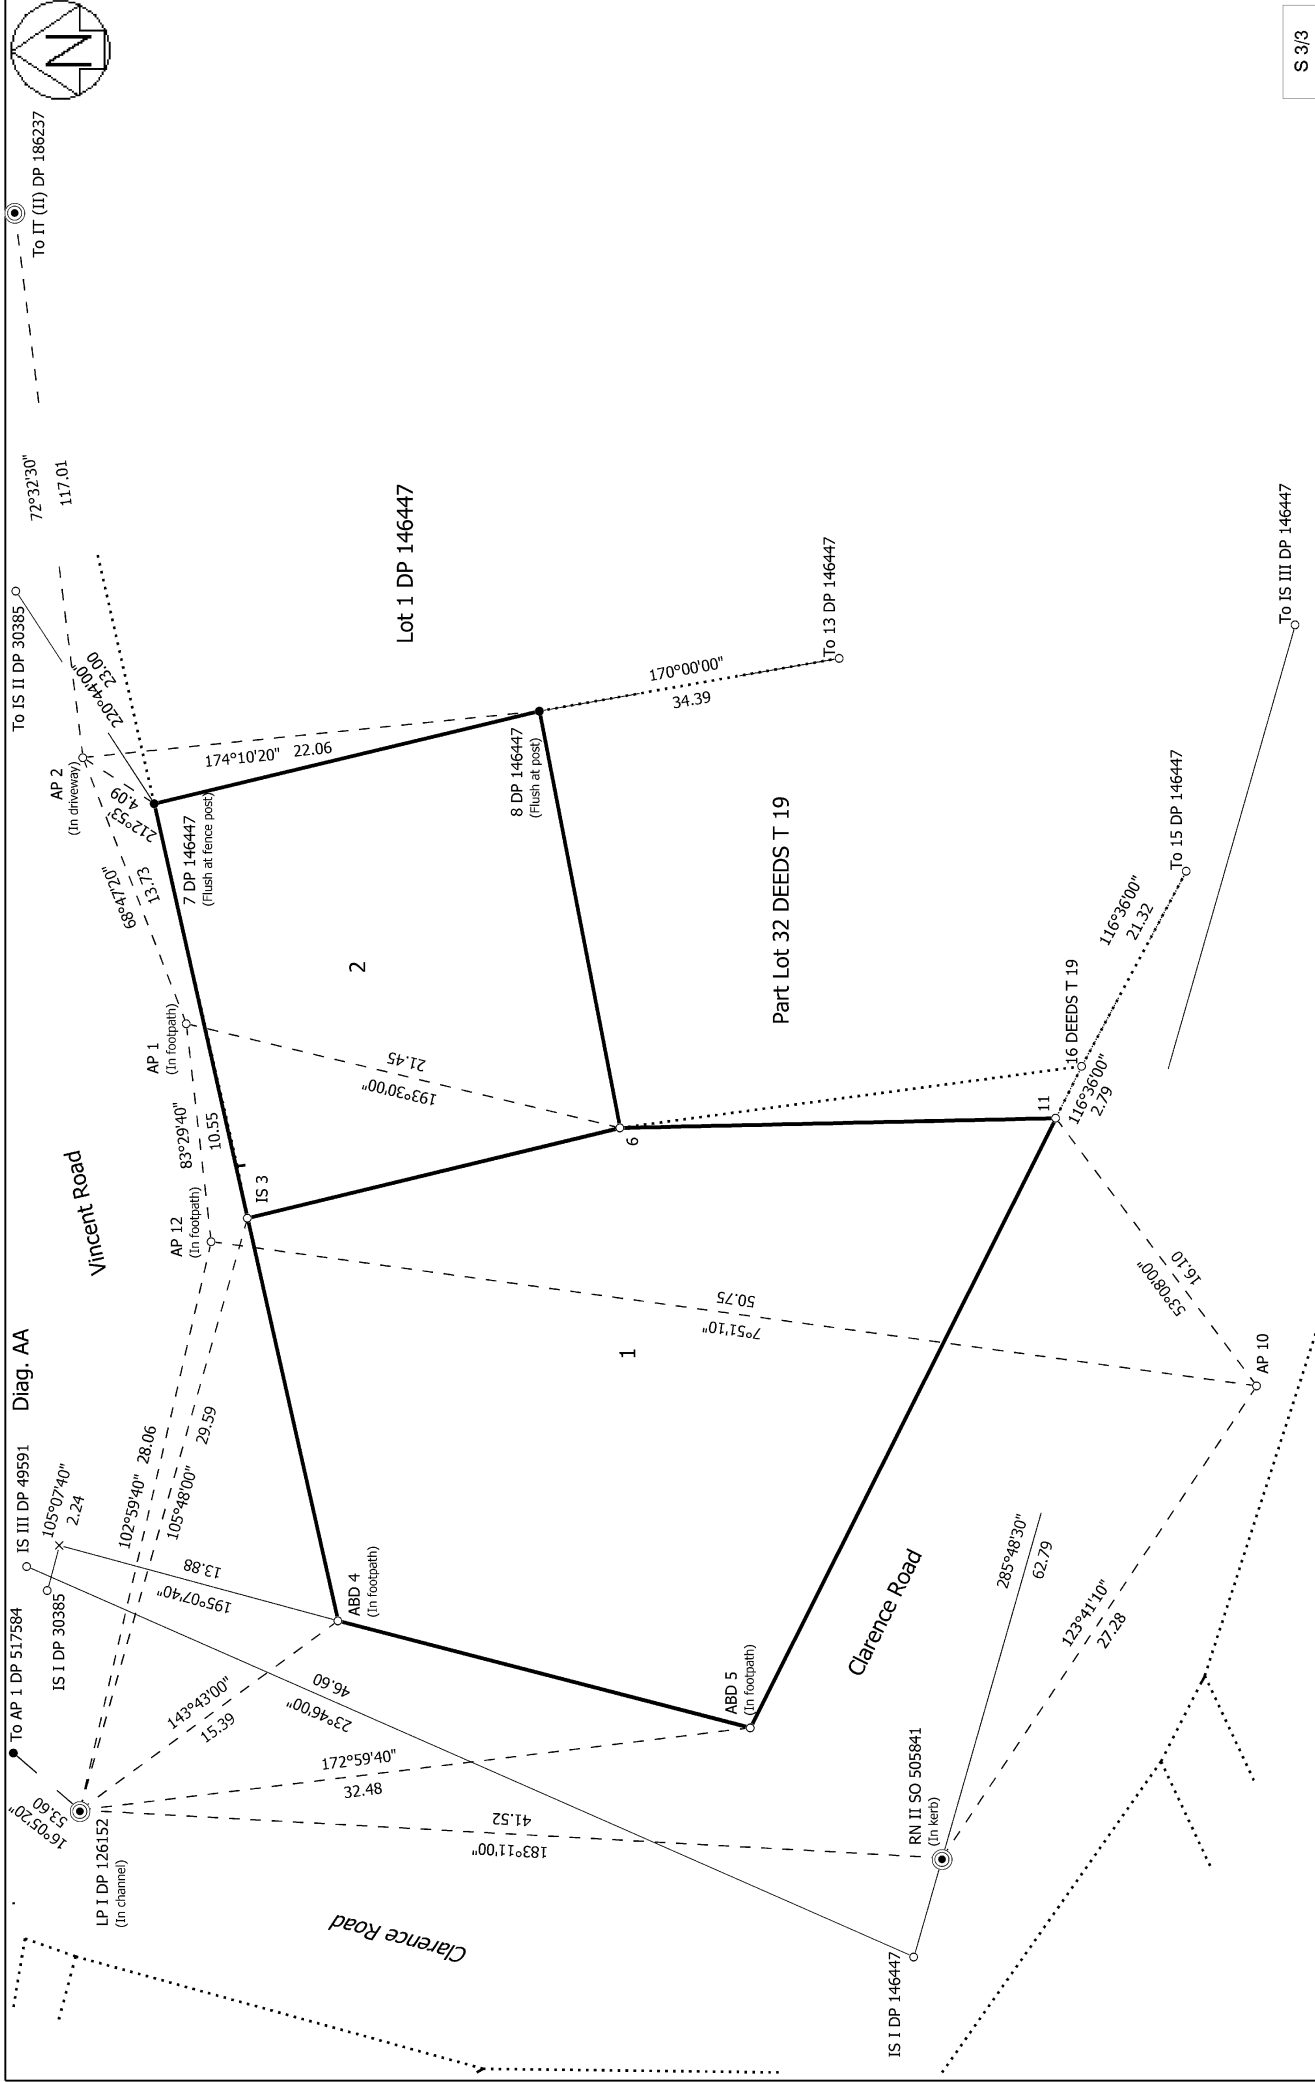 N
S 3/3
To IT (II) DP 186237
72°32'30"
117.01
To IS II DP 30385
220°44'00"
23.00
AP 2
(In driveway)
212°53'
4.09
174°10'20" 22.06
Lot 1 DP 146447
7 DP 146447
(Flush at fence post)
8 DP 146447
(Flush at post)
170°00'00"
34.39
To 13 DP 146447
68°47'20"
13.73
2
Part Lot 32 DEEDS T 19
AP 1
(In footpath)
193°30'00"
21.45
83°29'40"
10.55
Vincent Road
AP 12
(In footpath)
IS 3
6
11
16 DEEDS T 19
116°36'00"
2.79
116°36'00"
21.32
To 15 DP 146447
To IS III DP 146447
Diag. AA
7°51'10"
50.75
1
53°08'00"
16.10
AP 10
102°59'40" 28.06
105°48'00" 29.59
IS III DP 49591
105°07'40"
2.24
IS I DP 30385
195°07'40"
13.88
ABD 4
(In footpath)
To AP 1 DP 517584
16°05'20"
53.60
LP I DP 126152
(In channel)
143°43'00"
15.39
23°46'00"
46.60
172°59'40"
32.48
183°11'00"
41.52
ABD 5
(In footpath)
Clarence Road
285°48'30"
62.79
123°41'10"
27.28
RN II SO 505841
(In kerb)
IS I DP 146447
Clarence Road